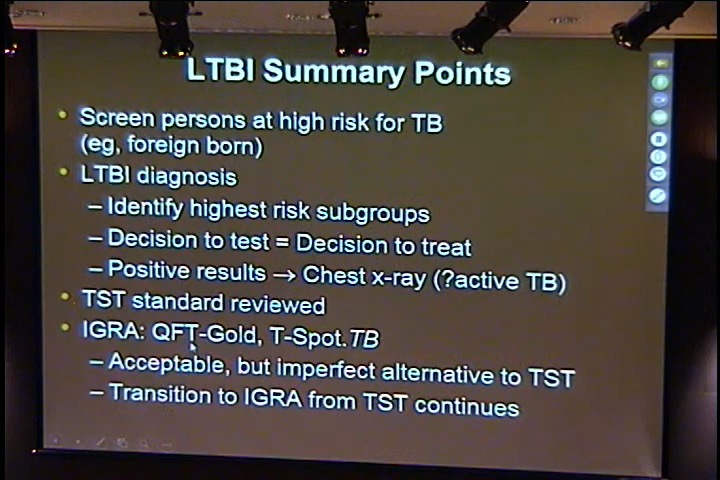 LTBI Summary Points
• Screen persons at high risk for TB
(eg, foreign born)
• LTBI diagnosis
– Identify highest risk subgroups
– Decision to test = Decision to treat
– Positive results → Chest x-ray (?active TB)
• TST standard reviewed
• IGRA: QFT-Gold, T-Spot.TB
– Acceptable, but imperfect alternative to TST
– Transition to IGRA from TST continues